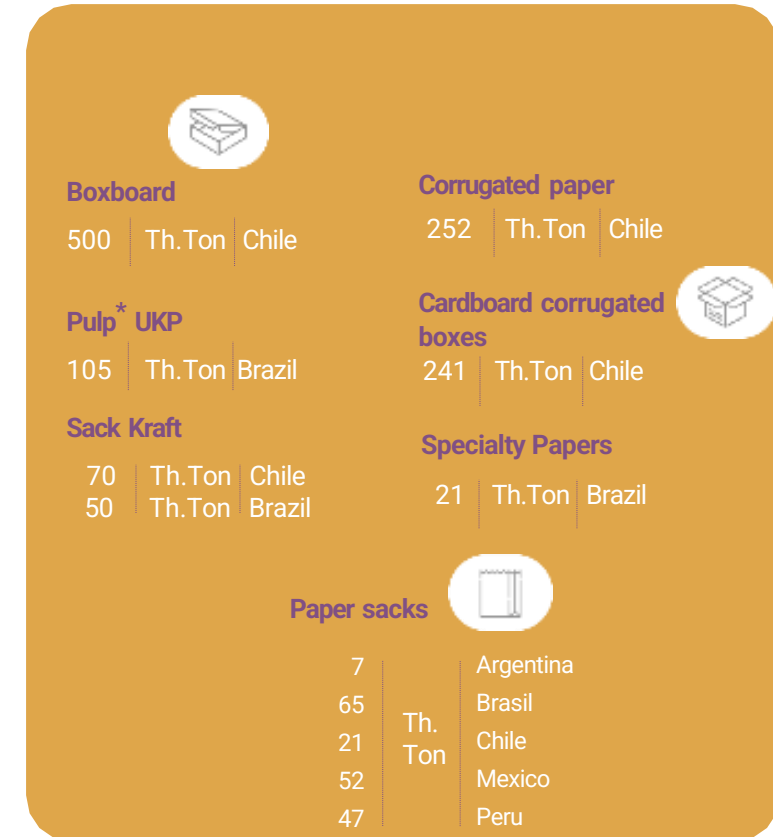 Boxboard
500 Th.Ton Chile
Pulp* UKP
105 Th.Ton Brazil
Sack Kraft
70 Th.Ton Chile
50 Th.Ton Brazil
Corrugated paper
252 Th.Ton Chile
Cardboard corrugated
boxes
241 Th.Ton Chile
Specialty Papers
21 Th.Ton Brazil
Paper sacks
7 Argentina
65 Brasil
Th.
21 Chile
Ton
52 Mexico
47 Peru